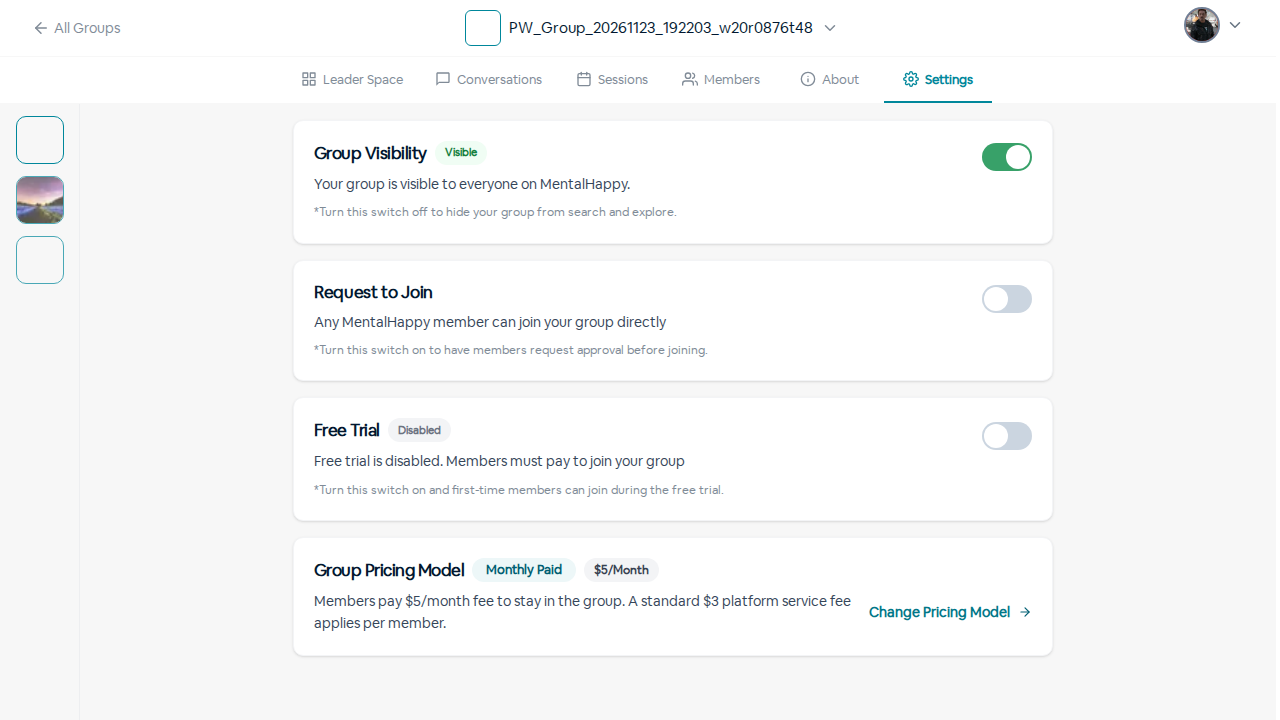 All Groups
PW_Group_20261123_192203_w20r0876t48
Leader Space
Conversations
Sessions
Members
About
Settings
Group Visibility
Visible
Your group is visible to everyone on MentalHappy.
*Turn this switch off to hide your group from search and explore.
Request to Join
Any MentalHappy member can join your group directly
*Turn this switch on to have members request approval before joining.
Free Trial
Disabled
Free trial is disabled. Members must pay to join your group
*Turn this switch on and first-time members can join during the free trial.
Group Pricing Model
Monthly Paid
$5/Month
Members pay $5/month fee to stay in the group. A standard $3 platform service fee
applies per member.
Change Pricing Model